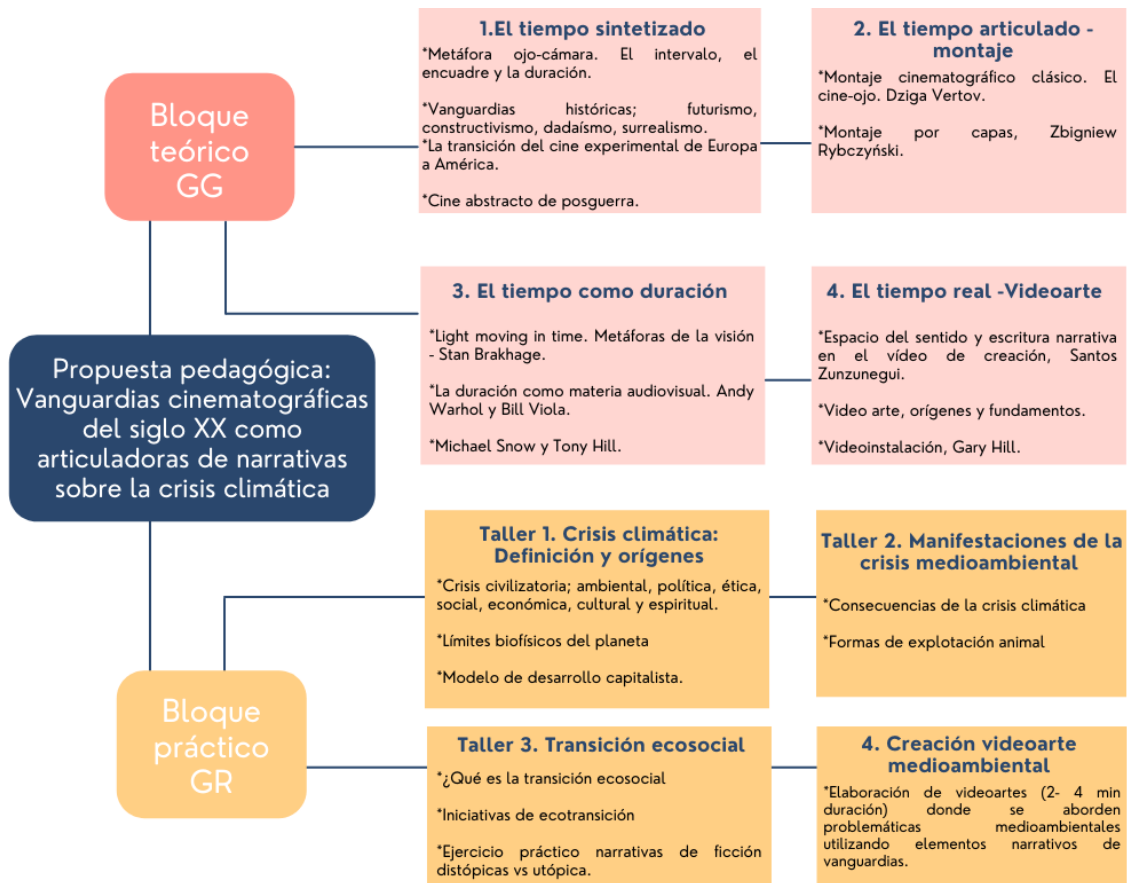 Bloque
teórico
GG
1.El tiempo sintetizado
*Metáfora ojo-cámara. El intervalo, el
encuadre y la duración.
*Vanguardias históricas; futurismo,
constructivismo, dadaísmo, surrealismo.
*La transición del cine experimental de Europa
a América.
*Cine abstracto de posguerra.
2. El tiempo articulado -
montaje
*Montaje cinematográfico clásico. El
cine-ojo. Dziga Vertov.
*Montaje por capas, Zbigniew
Rybczyński.
3. El tiempo como duración
*Light moving in time. Metáforas de la visión
- Stan Brakhage.
*La duración como materia audiovisual. Andy
Warhol y Bill Viola.
*Michael Snow y Tony Hill.
4. El tiempo real -Videoarte
*Espacio del sentido y escritura narrativa
en el vídeo de creación, Santos
Zunzunegui.
*Video arte, orígenes y fundamentos.
*Videoinstalación, Gary Hill.
Propuesta pedagógica:
Vanguardias cinematográficas
del siglo XX como
articuladoras de narrativas
sobre la crisis climática
Bloque
práctico
GR
Taller 1. Crisis climática:
Definición y orígenes
*Crisis civilizatoria; ambiental, política, ética,
social, económica, cultural y espiritual.
*Límites biofísicos del planeta
*Modelo de desarrollo capitalista.
Taller 2. Manifestaciones de la
crisis medioambiental
*Consecuencias de la crisis climática
*Formas de explotación animal
Taller 3. Transición ecosocial
*¿Qué es la transición ecosocial
*Iniciativas de ecotransición
*Ejercicio práctico narrativas de ficción
distópicas vs utópica.
4. Creación videoarte
medioambiental
*Elaboración de videoartes (2- 4 min
duración) donde se aborden
problemáticas medioambientales
utilizando elementos narrativos de
vanguardias.